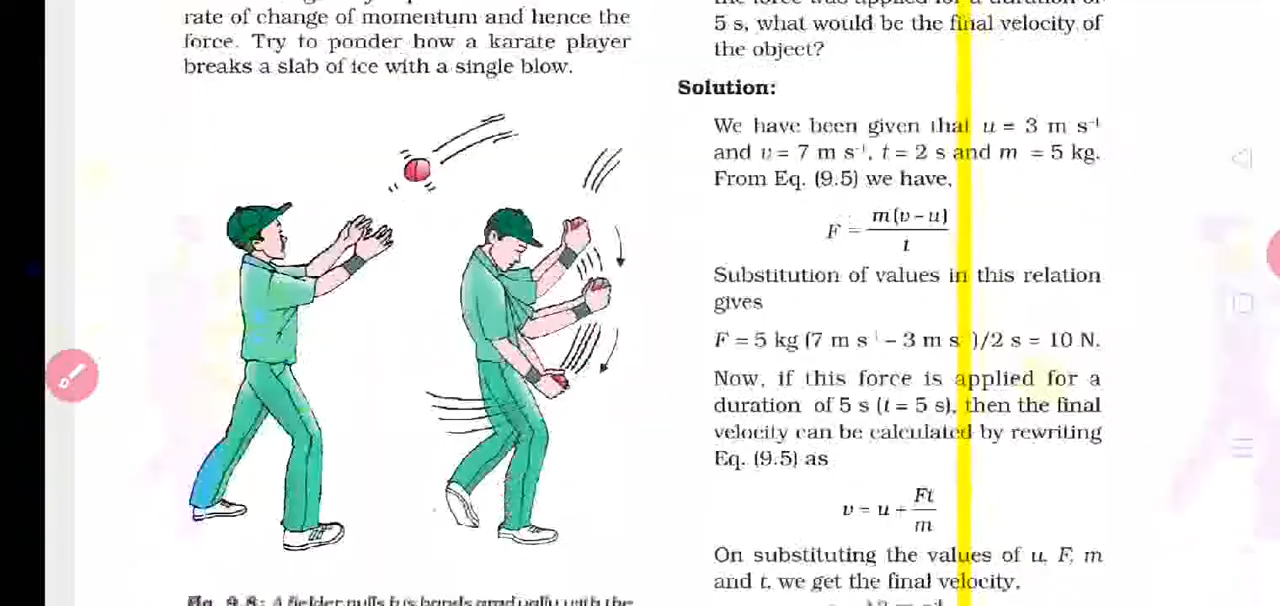 rate of change of momentum and hence the
force. Try to ponder how a karate player
breaks a slab of ice with a single blow.
5 s, what would be the final velocity of
the object?
Solution:
We have been given that u = 3 m s⁻¹
and v = 7 m s⁻¹, t = 2 s and m = 5 kg.
From Eq. (9.5) we have,
F = m(v – u)
t
Substitution of values in this relation
gives
F = 5 kg (7 m s⁻¹ – 3 m s⁻¹)/2 s = 10 N.
Now, if this force is applied for a
duration of 5 s (t = 5 s), then the final
velocity can be calculated by rewriting
Eq. (9.5) as
v = u + Ft
m
On substituting the values of u, F, m
and t, we get the final velocity,